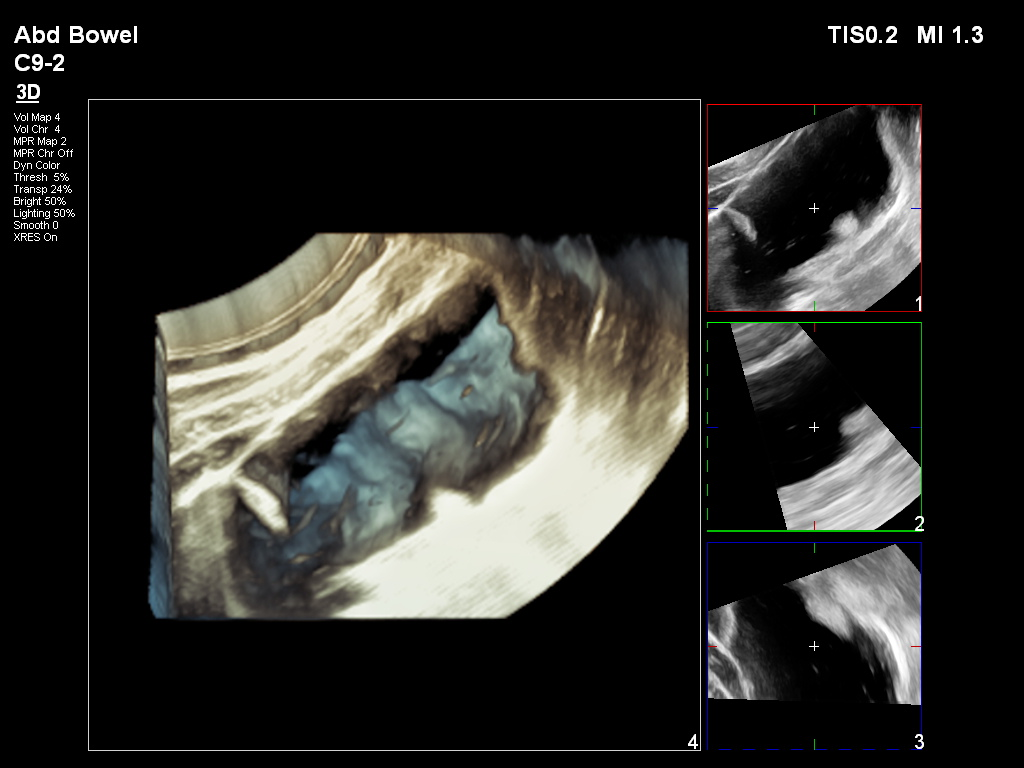 Abd Bowel
TIS0.2 MI 1.3
C9-2
3D
Vol Map 4
Vol Chr 4
MPR Map 2
MPR Chr Off
Dyn Color
Thresh 5%
Transp 24%
Bright 50%
Lighting 50%
Smooth 0
XRES On
1
2
3
4